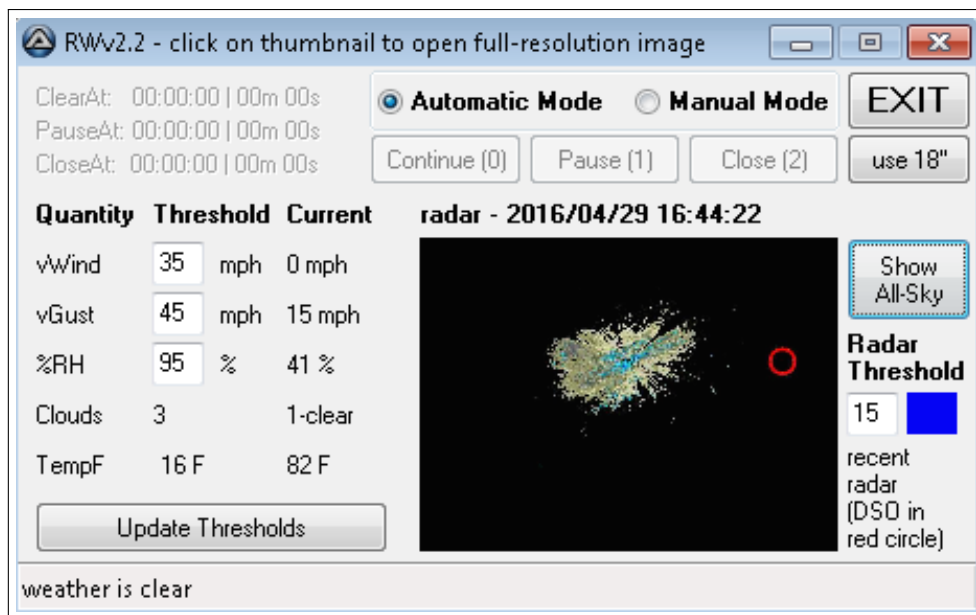 RWv2.2 - click on thumbnail to open full-resolution image
ClearAt: 00:00:00 | 00m 00s
PauseAt: 00:00:00 | 00m 00s
CloseAt: 00:00:00 | 00m 00s
Automatic Mode Manual Mode
EXIT
Continue (0) Pause (1) Close (2)
use 18"
Quantity Threshold Current
vWind 35 mph 0 mph
vGust 45 mph 15 mph
%RH 95 % 41 %
Clouds 3 1-clear
TempF 16 F 82 F
Update Thresholds
radar - 2016/04/29 16:44:22
Show
All-Sky
Radar
Threshold
15
recent
radar
(DSO in
red circle)
weather is clear